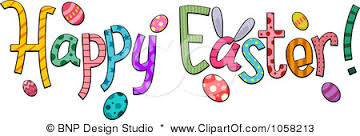 Happy Easter!
© BNP Design Studio * www.ClipartOf.com/1058213